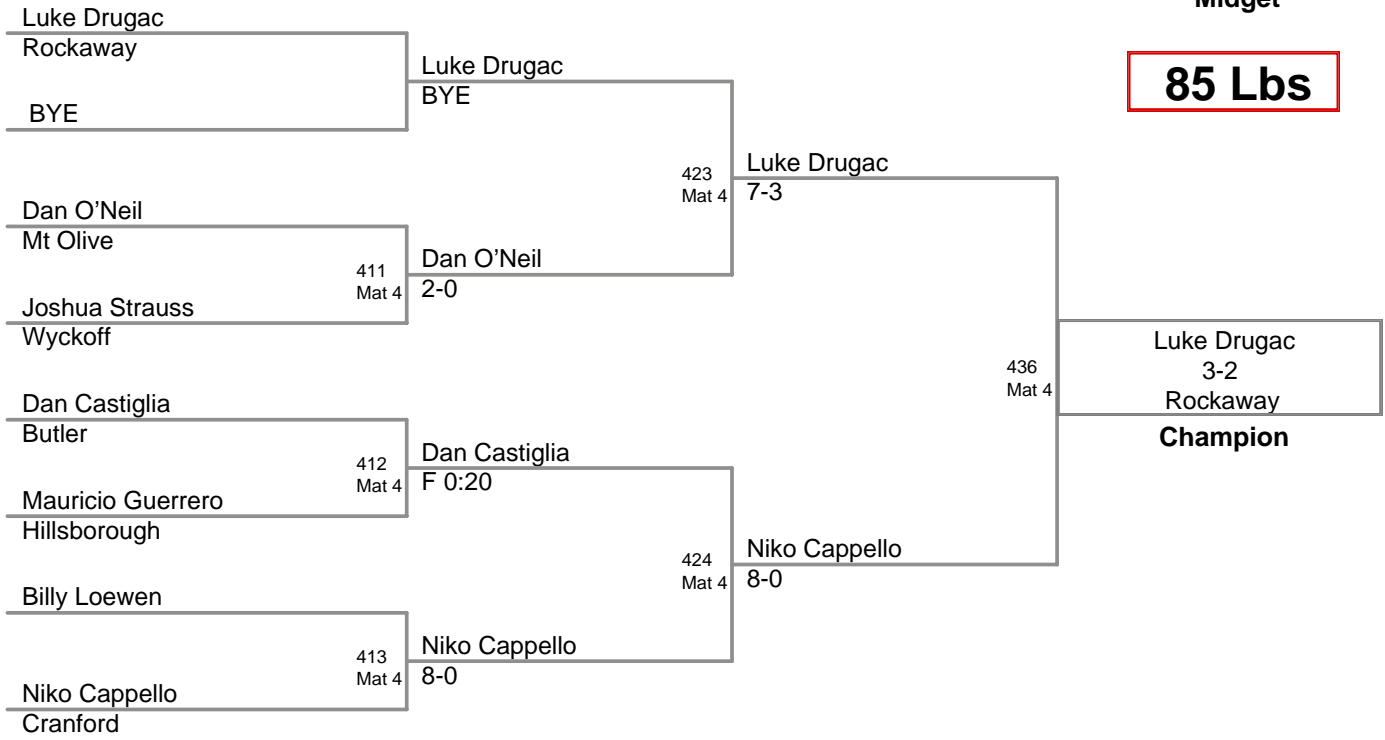 Midget
85 Lbs
Luke Drugac
Rockaway
BYE
Luke Drugac
BYE
Dan O’Neil
Mt Olive
411
Mat 4
Joshua Strauss
Wyckoff
Dan O’Neil
2-0
423
Mat 4
Luke Drugac
7-3
Dan Castiglia
Butler
412
Mat 4
Mauricio Guerrero
Hillsborough
Dan Castiglia
F 0:20
Billy Loewen
413
Mat 4
Niko Cappello
Cranford
Niko Cappello
8-0
424
Mat 4
Niko Cappello
8-0
436
Mat 4
Luke Drugac
3-2
Rockaway
Champion